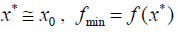 x* ≅ x₀ , f_min = f(x*)